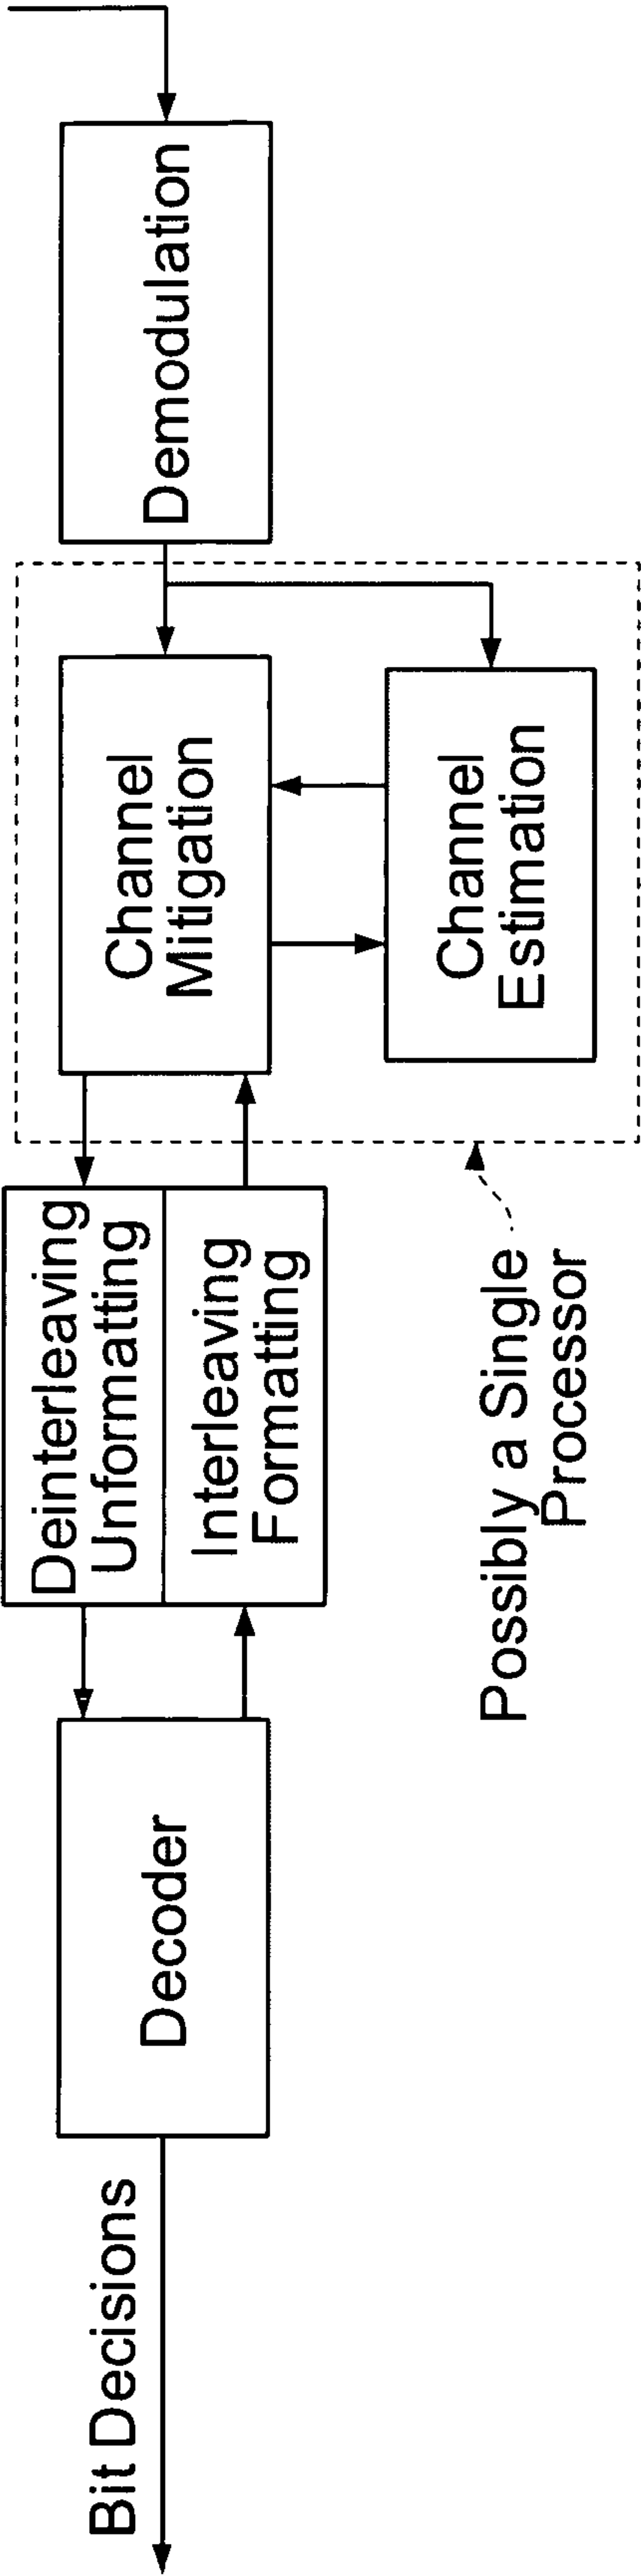 Demodulation
Channel
Mitigation
Channel
Estimation
Deinterleaving
Unformatting
Interleaving
Formatting
Possibly a Single
Processor
Decoder
Bit Decisions